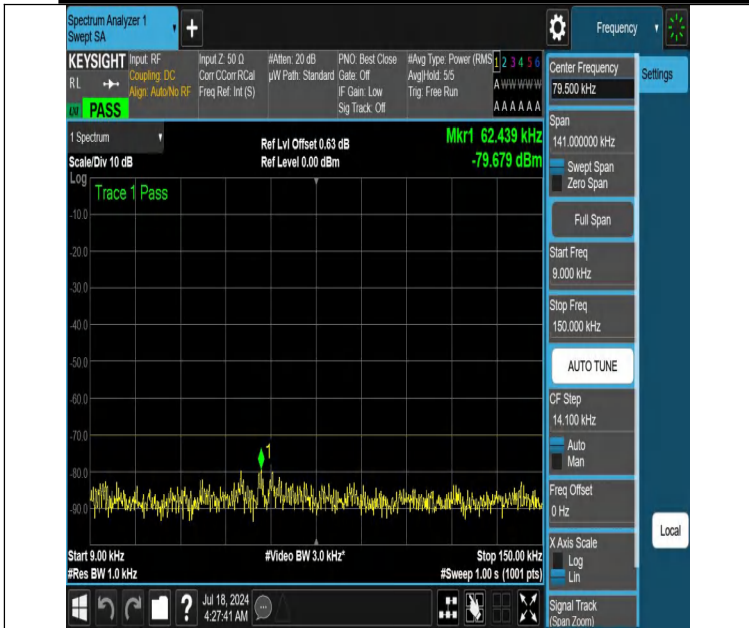 Spectrum Analyzer 1
Swept SA
Frequency
KEYSIGHT
RL
PASS
Input: RF
Coupling: DC
Align: Auto/No RF
Input Z: 50 Ω
Corr CCorr RCal
Freq Ref: Int (S)
#Atten: 20 dB
µW Path: Standard
PNO: Best Close
Gate: Off
IF Gain: Low
Sig Track: Off
#Avg Type: Power (RMS
Avg|Hold: 5/5
Trig: Free Run
1 2 3 4 5 6
A W W W W W
A A A A A A
1 Spectrum
Scale/Div 10 dB
Ref Lvl Offset 0.63 dB
Ref Level 0.00 dBm
Mkr1 62.439 kHz
-79.679 dBm
Log
Trace 1 Pass
-10.0
-20.0
-30.0
-40.0
-50.0
-60.0
-70.0
-80.0
-90.0
1
Start 9.00 kHz
#Res BW 1.0 kHz
#Video BW 3.0 kHz*
Stop 150.00 kHz
#Sweep 1.00 s (1001 pts)
Jul 18, 2024
4:27:41 AM
?
Center Frequency
79.500 kHz
Span
141.000000 kHz
Swept Span
Zero Span
Full Span
Start Freq
9.000 kHz
Stop Freq
150.000 kHz
AUTO TUNE
CF Step
14.100 kHz
Auto
Man
Freq Offset
0 Hz
X Axis Scale
Log
Lin
Signal Track
(Span Zoom)
Settings
Local